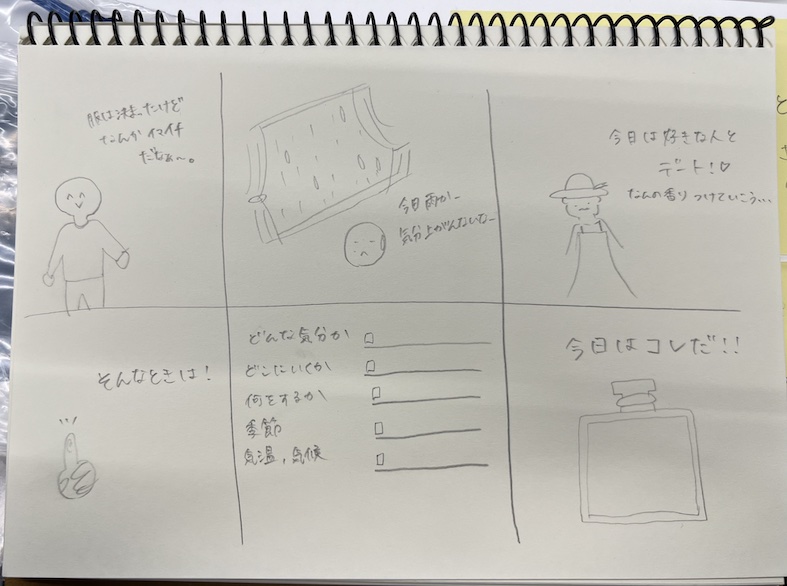 服は決まったけど
なんかイマイチ
だなぁ〜。
今日雨かー
気分上がんないなー
今日は好きな人と
デート!♡
なんの香りつけていこう...
そんなときは!
どんな気分か
どこにいくか
何をするか
季節
気温,気候
今日はコレだ!!